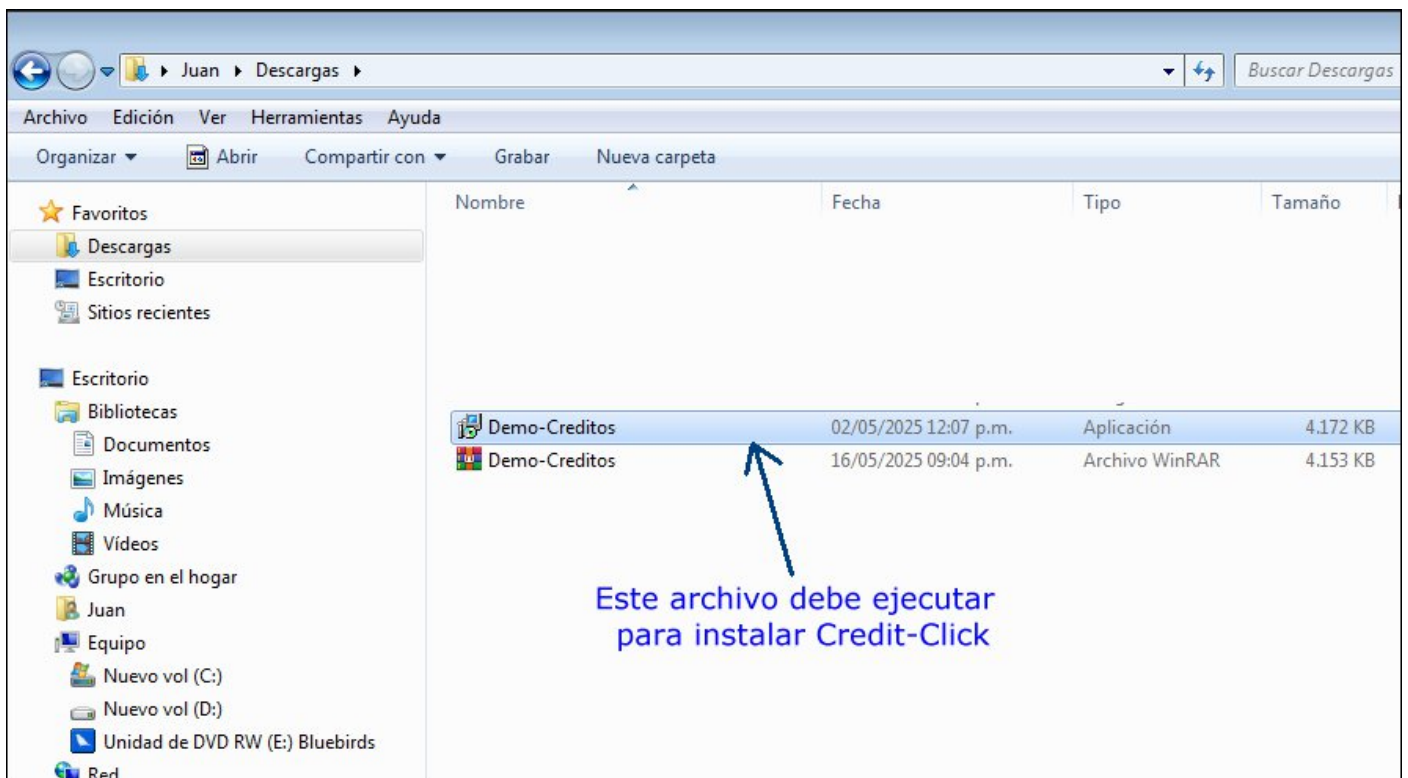 Juan Descargas
Buscar Descargas
Archivo Edición Ver Herramientas Ayuda
Organizar Abrir Compartir con Grabar Nueva carpeta
Favoritos
Descargas
Escritorio
Sitios recientes
Escritorio
Bibliotecas
Documentos
Imágenes
Música
Vídeos
Grupo en el hogar
Juan
Equipo
Nuevo vol (C:)
Nuevo vol (D:)
Unidad de DVD RW (E:) Bluebirds
Red
Nombre Fecha Tipo Tamaño
Demo-Creditos 02/05/2025 12:07 p.m. Aplicación 4.172 KB
Demo-Creditos 16/05/2025 09:04 p.m. Archivo WinRAR 4.153 KB
Este archivo debe ejecutar
para instalar Credit-Click